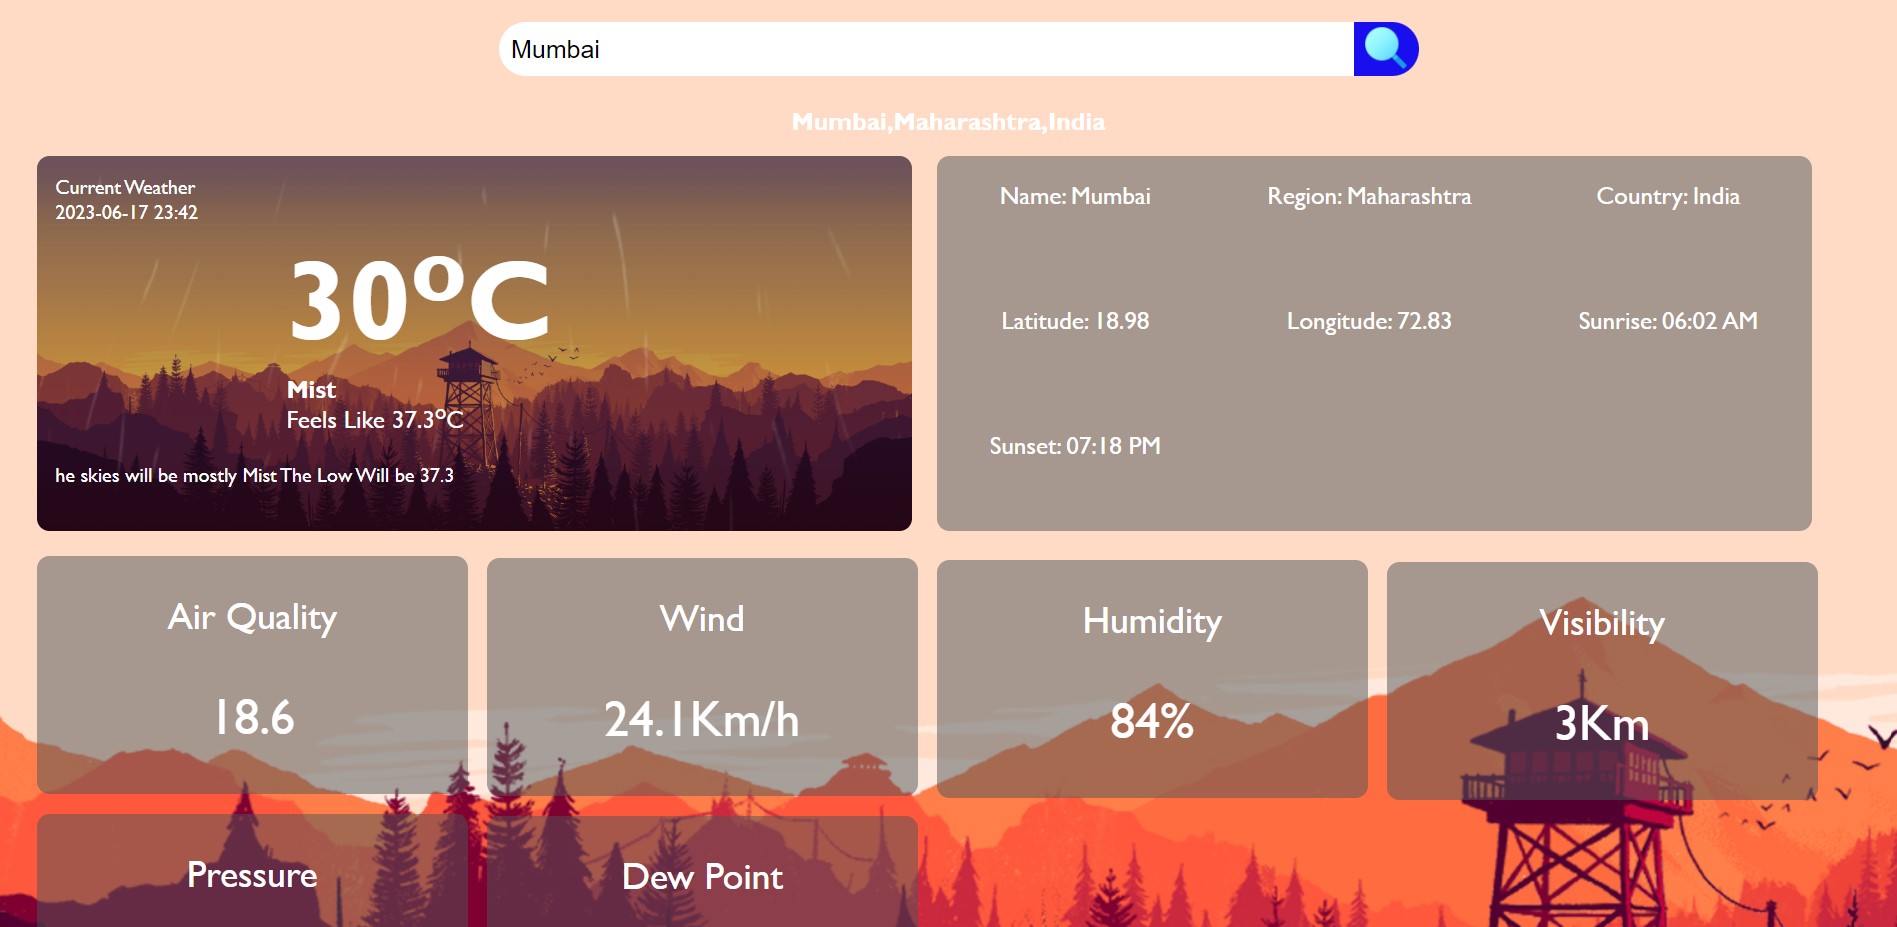 Mumbai
Mumbai,Maharashtra,India
Current Weather
2023-06-17 23:42
30°C
Mist
Feels Like 37.3°C
he skies will be mostly Mist The Low Will be 37.3
Name: Mumbai
Region: Maharashtra
Country: India
Latitude: 18.98
Longitude: 72.83
Sunrise: 06:02 AM
Sunset: 07:18 PM
Air Quality
18.6
Wind
24.1Km/h
Humidity
84%
Visibility
3Km
Pressure
Dew Point